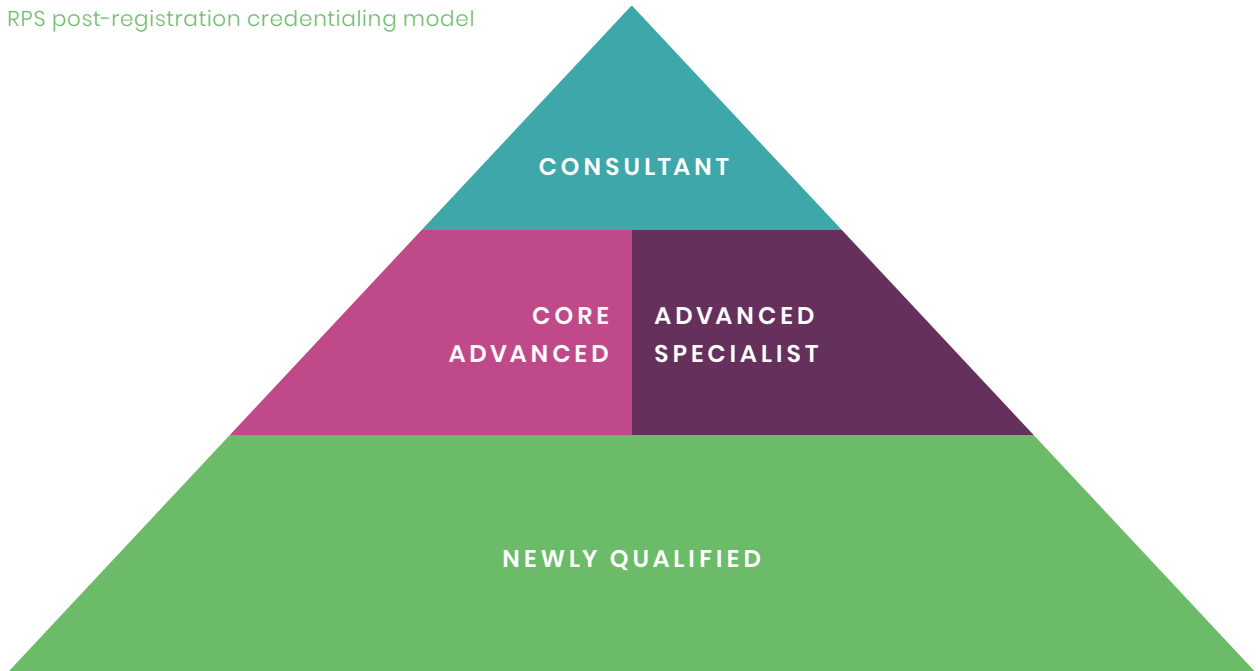 RPS post-registration credentialing model
CONSULTANT
CORE
ADVANCED
ADVANCED
SPECIALIST
NEWLY QUALIFIED